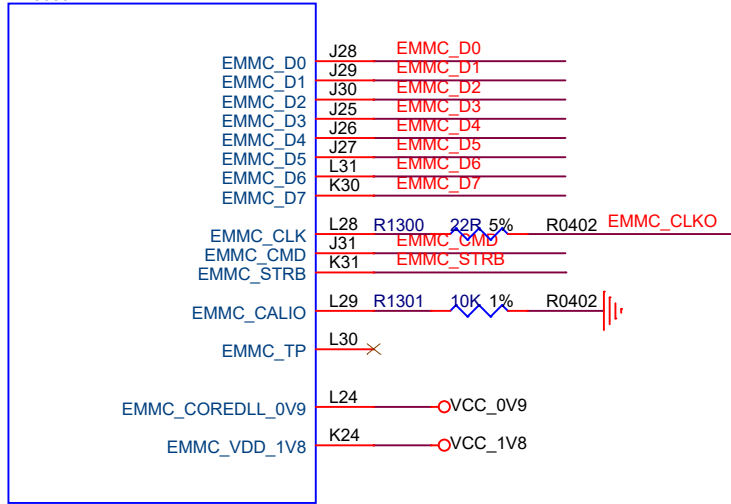 EMMC_D0 J28 EMMC_D0
EMMC_D1 J29 EMMC_D1
EMMC_D2 J30 EMMC_D2
EMMC_D3 J25 EMMC_D3
EMMC_D4 J26 EMMC_D4
EMMC_D5 J27 EMMC_D5
EMMC_D6 L31 EMMC_D6
EMMC_D7 K30 EMMC_D7
EMMC_CLK L28 R1300 22R 5% R0402 EMMC_CLKO
EMMC_CMD J31 EMMC_CMD
EMMC_STRB K31 EMMC_STRB
EMMC_CALIO L29 R1301 10K 1% R0402
EMMC_TP L30
EMMC_COREDLL_0V9 L24 VCC_0V9
EMMC_VDD_1V8 K24 VCC_1V8